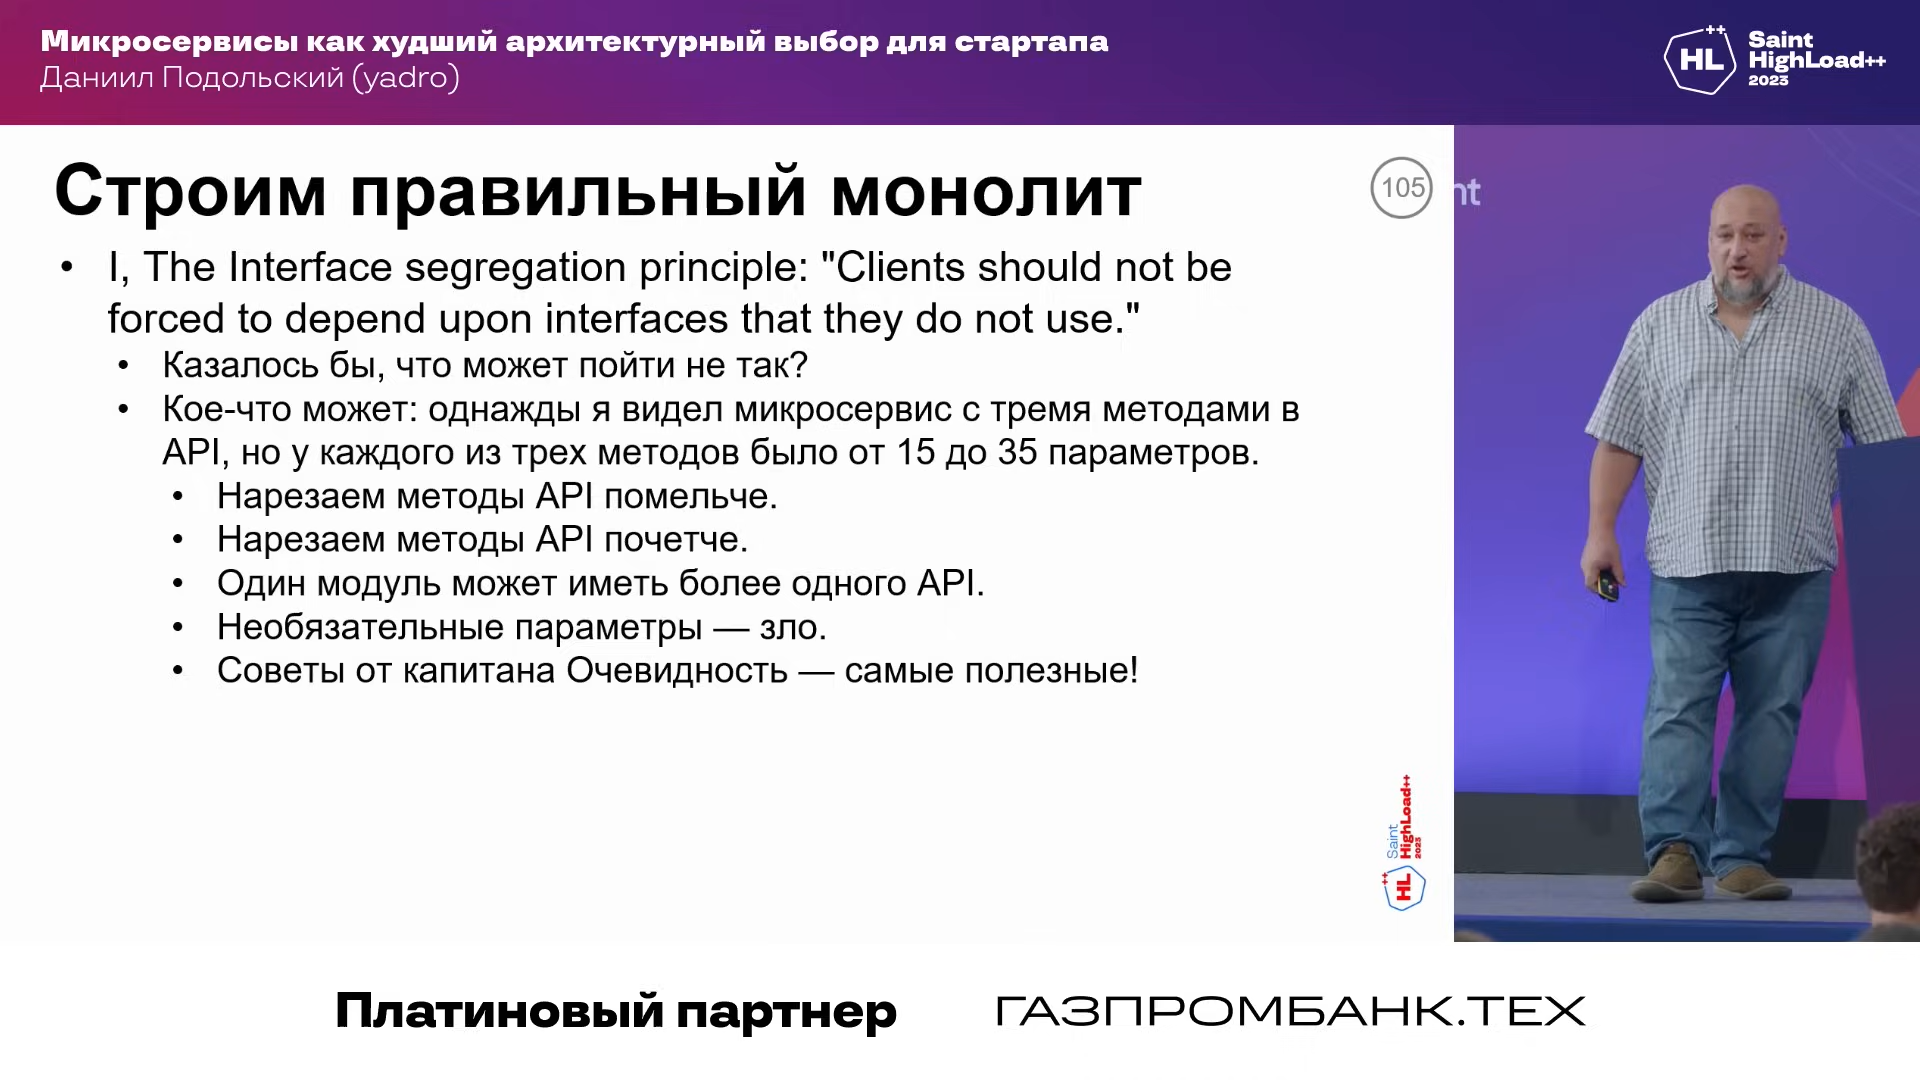 Микросервисы как худший архитектурный выбор для стартапа
Даниил Подольский (yadro)
HL++
Saint
HighLoad++
2023
Строим правильный монолит
105
nt
• I, The Interface segregation principle: "Clients should not be
forced to depend upon interfaces that they do not use."
• Казалось бы, что может пойти не так?
• Кое-что может: однажды я видел микросервис с тремя методами в
API, но у каждого из трех методов было от 15 до 35 параметров.
• Нарезаем методы API помельче.
• Нарезаем методы API почетче.
• Один модуль может иметь более одного API.
• Необязательные параметры — зло.
• Советы от капитана Очевидность — самые полезные!
HL++
Saint
HighLoad++
2023
Платиновый партнер
ГАЗПРОМБАНК.ТЕХ